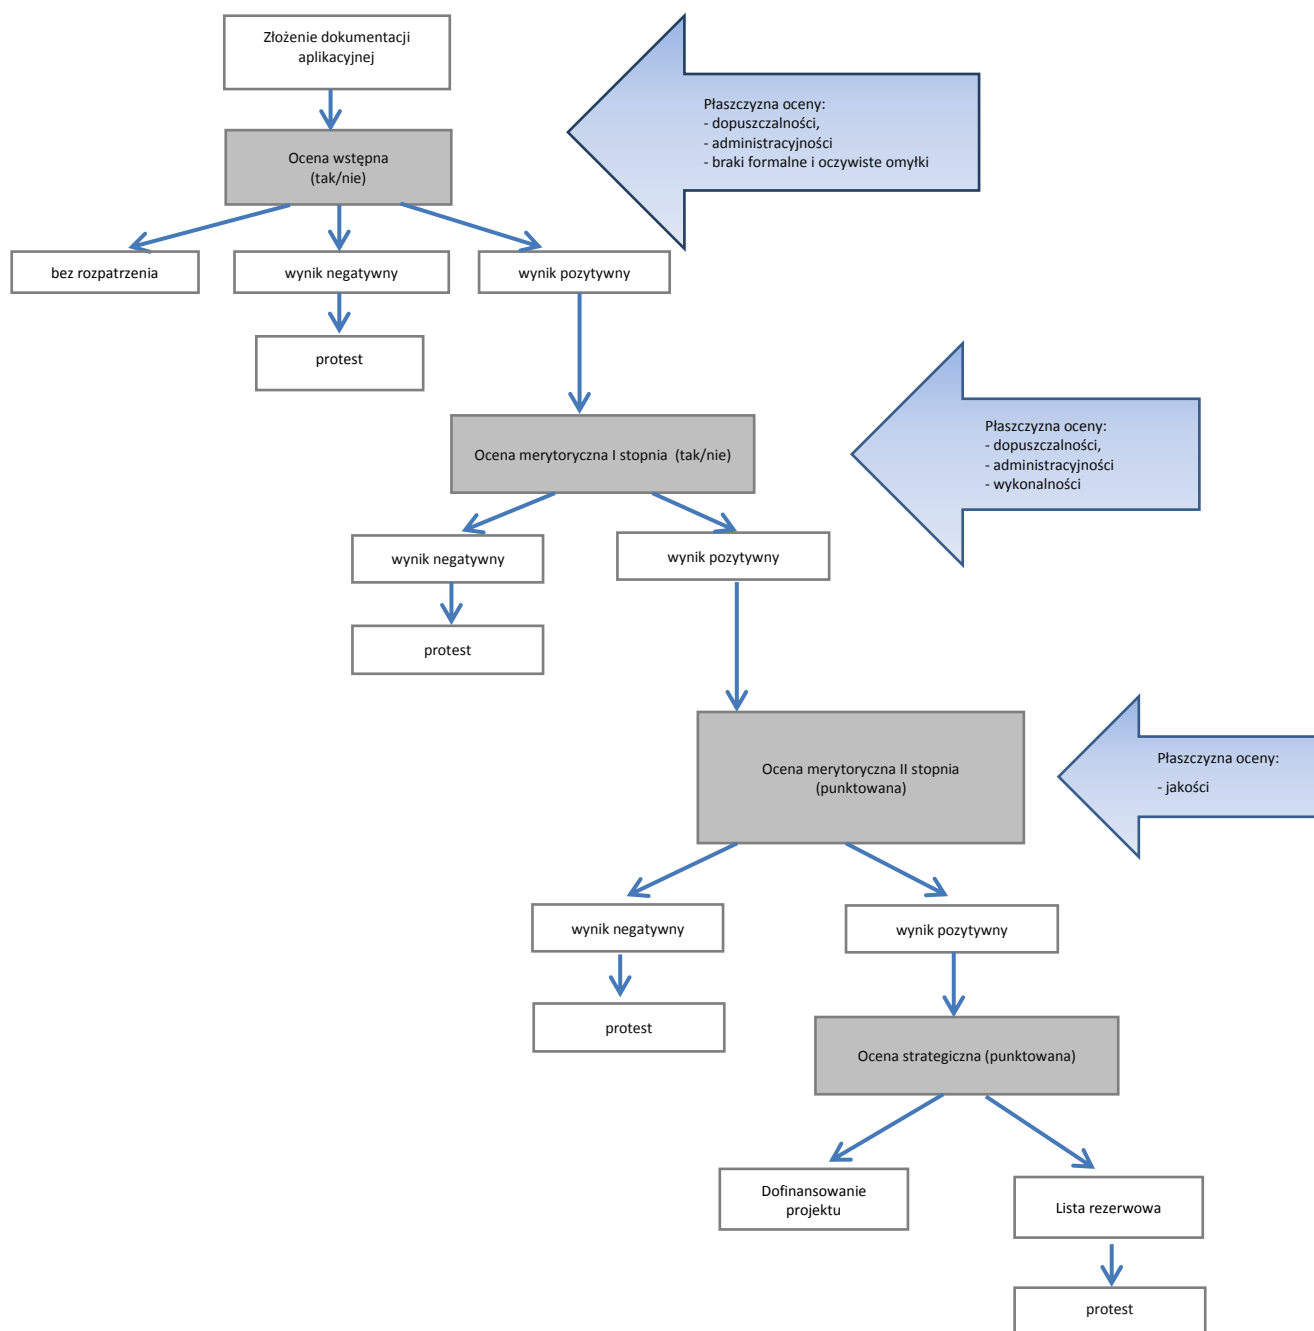 Złożenie dokumentacji
aplikacyjnej
Płaszczyzna oceny:
- dopuszczalności,
- administracyjności
- braki formalne i oczywiste omyłki
Ocena wstępna
(tak/nie)
bez rozpatrzenia
wynik negatywny
wynik pozytywny
protest
Płaszczyzna oceny:
- dopuszczalności,
- administracyjności
- wykonalności
Ocena merytoryczna I stopnia (tak/nie)
wynik negatywny
wynik pozytywny
protest
Ocena merytoryczna II stopnia
(punktowana)
Płaszczyzna oceny:
- jakości
wynik negatywny
wynik pozytywny
protest
Ocena strategiczna (punktowana)
Dofinansowanie
projektu
Lista rezerwowa
protest